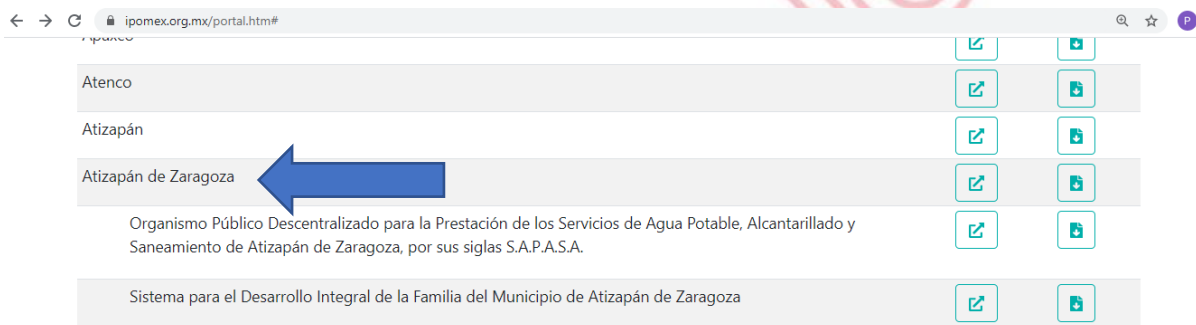 ipomex.org.mx/portal.htm#
P
Apaxco
Atenco
Atizapán
Atizapán de Zaragoza
Organismo Público Descentralizado para la Prestación de los Servicios de Agua Potable, Alcantarillado y
Saneamiento de Atizapán de Zaragoza, por sus siglas S.A.P.A.S.A.
Sistema para el Desarrollo Integral de la Familia del Municipio de Atizapán de Zaragoza